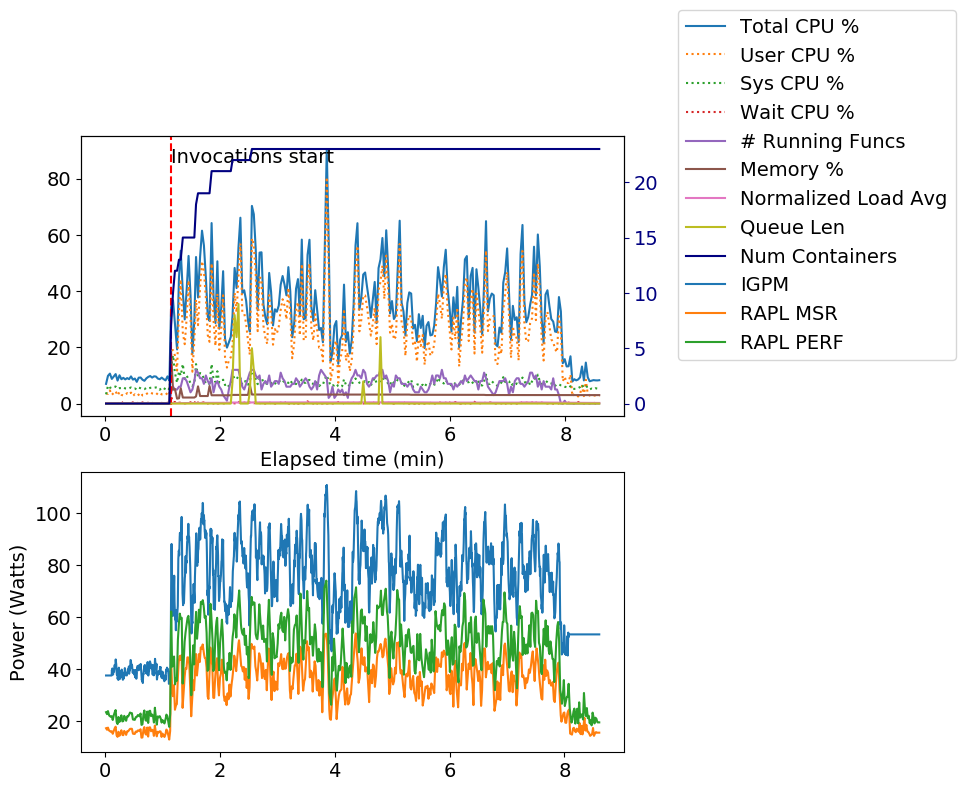 Total CPU %
User CPU %
Sys CPU %
Wait CPU %
# Running Funcs
Memory %
Normalized Load Avg
Queue Len
Num Containers
IGPM
RAPL MSR
RAPL PERF
Invocations start
80
60
40
20
0
20
15
10
5
0
0 2 4 6 8
Elapsed time (min)
Power (Watts)
100
80
60
40
20
0 2 4 6 8